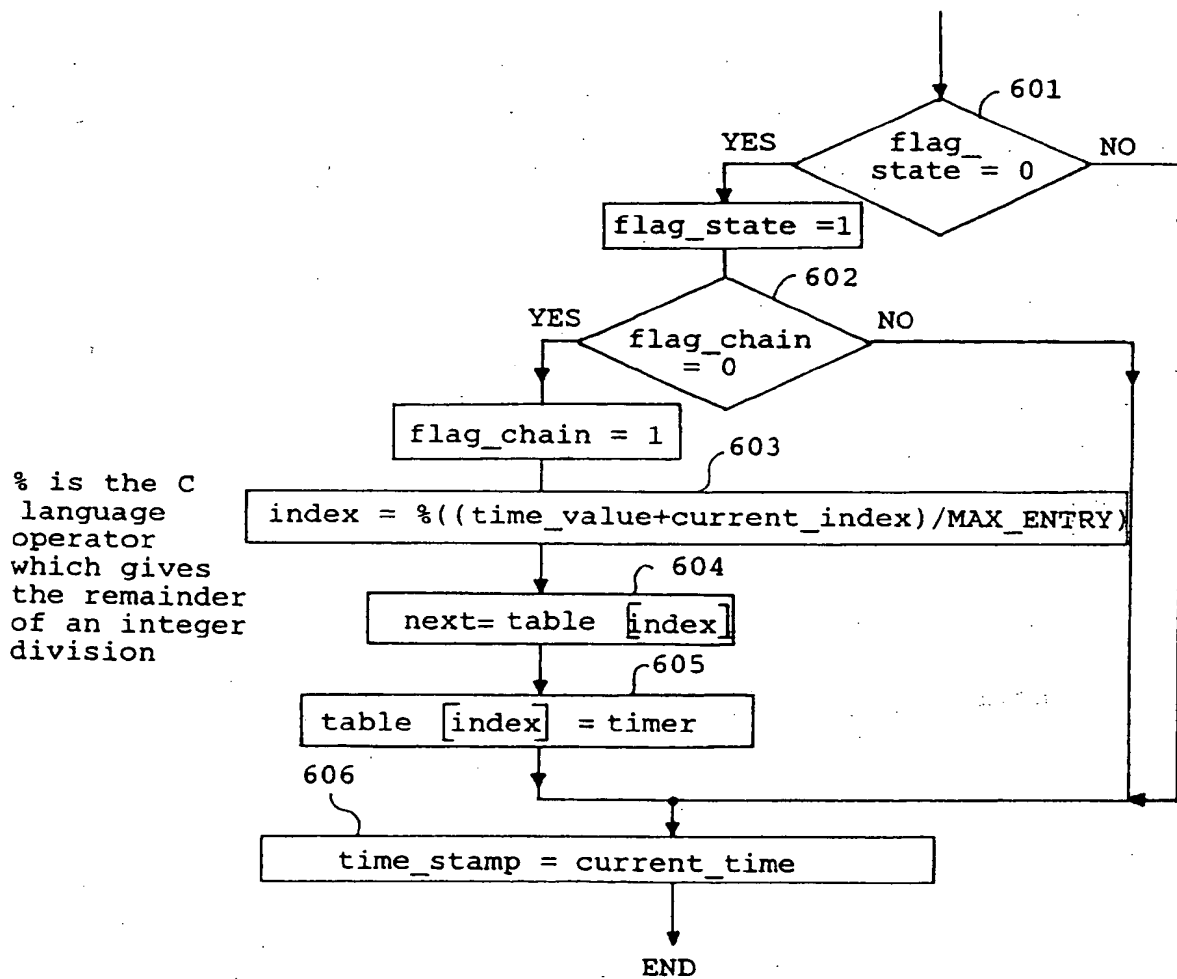 601
YES
flag_
state = 0
NO
flag_state =1
602
YES
flag_chain
= 0
NO
flag_chain = 1
603
% is the C
language
operator
which gives
the remainder
of an integer
division
index = %((time_value+current_index)/MAX_ENTRY)
604
next= table [index]
605
table [index] = timer
606
time_stamp = current_time
END